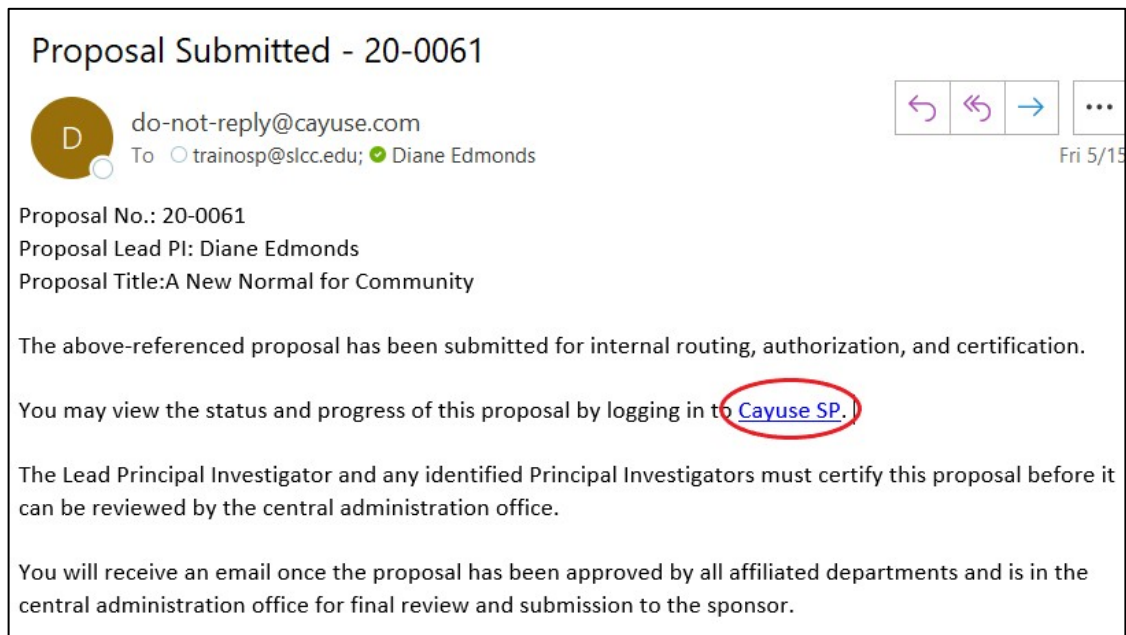 Proposal Submitted - 20-0061
D
do-not-reply@cayuse.com
To trainosp@slcc.edu; Diane Edmonds
Fri 5/15
Proposal No.: 20-0061
Proposal Lead PI: Diane Edmonds
Proposal Title:A New Normal for Community
The above-referenced proposal has been submitted for internal routing, authorization, and certification.
You may view the status and progress of this proposal by logging in to Cayuse SP.
The Lead Principal Investigator and any identified Principal Investigators must certify this proposal before it
can be reviewed by the central administration office.
You will receive an email once the proposal has been approved by all affiliated departments and is in the
central administration office for final review and submission to the sponsor.